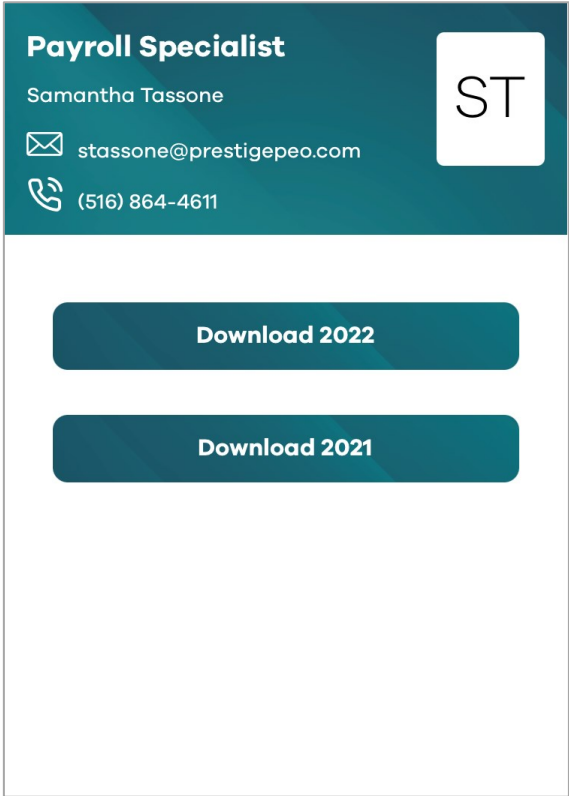 Payroll Specialist
ST
Samantha Tassone
stassone@prestigepeo.com
(516) 864-4611
Download 2022
Download 2021